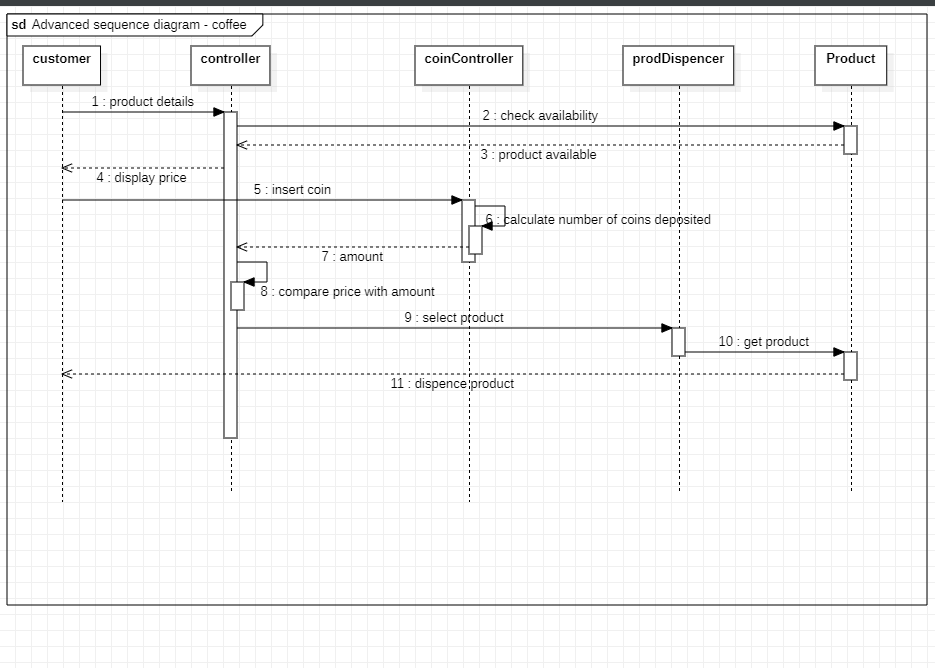 sd Advanced sequence diagram - coffee
customer
controller
coinController
prodDispencer
Product
1 : product details
2 : check availability
3 : product available
4 : display price
5 : insert coin
6 : calculate number of coins deposited
7 : amount
8 : compare price with amount
9 : select product
10 : get product
11 : dispence product